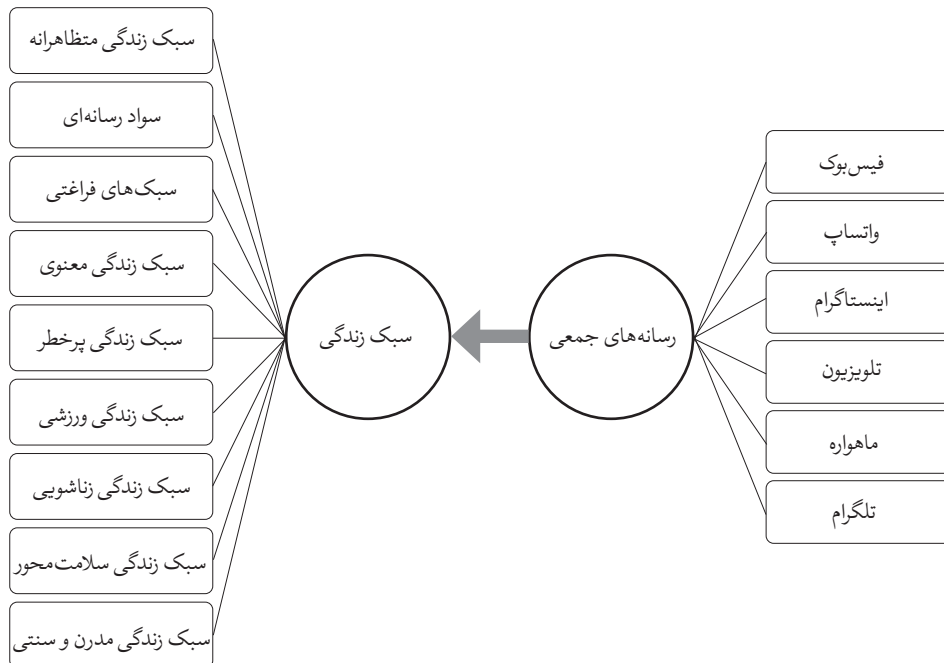 فیس‌بوک
واتساپ
اینستاگرام
تلویزیون
ماهواره
تلگرام
رسانه‌های جمعی
سبک زندگی
سبک زندگی متظاهرانه
سواد رسانه‌ای
سبک‌های فراغتی
سبک زندگی معنوی
سبک زندگی پرخطر
سبک زندگی ورزشی
سبک زندگی زناشویی
سبک زندگی سلامت‌محور
سبک زندگی مدرن و سنتی